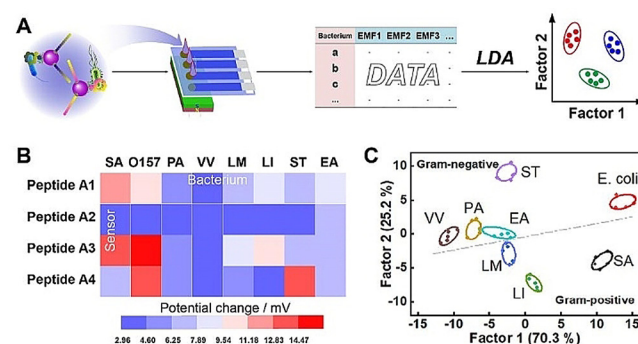 A
Bacterium EMF1 EMF2 EMF3 ...
a
b
c
...
DATA
LDA
Factor 2
Factor 1
B
SA O157 PA VV LM LI ST EA
Bacterium
Sensor
Peptide A1
Peptide A2
Peptide A3
Peptide A4
Potential change / mV
2.96 4.60 6.25 7.89 9.54 11.18 12.83 14.47
C
Factor 2 (25.2 %)
10
5
0
-5
-10
Gram-negative
ST
E. coli
PA
VV
EA
LM
SA
LI
Gram-positive
-15 -10 -5 0 5 10 15
Factor 1 (70.3 %)